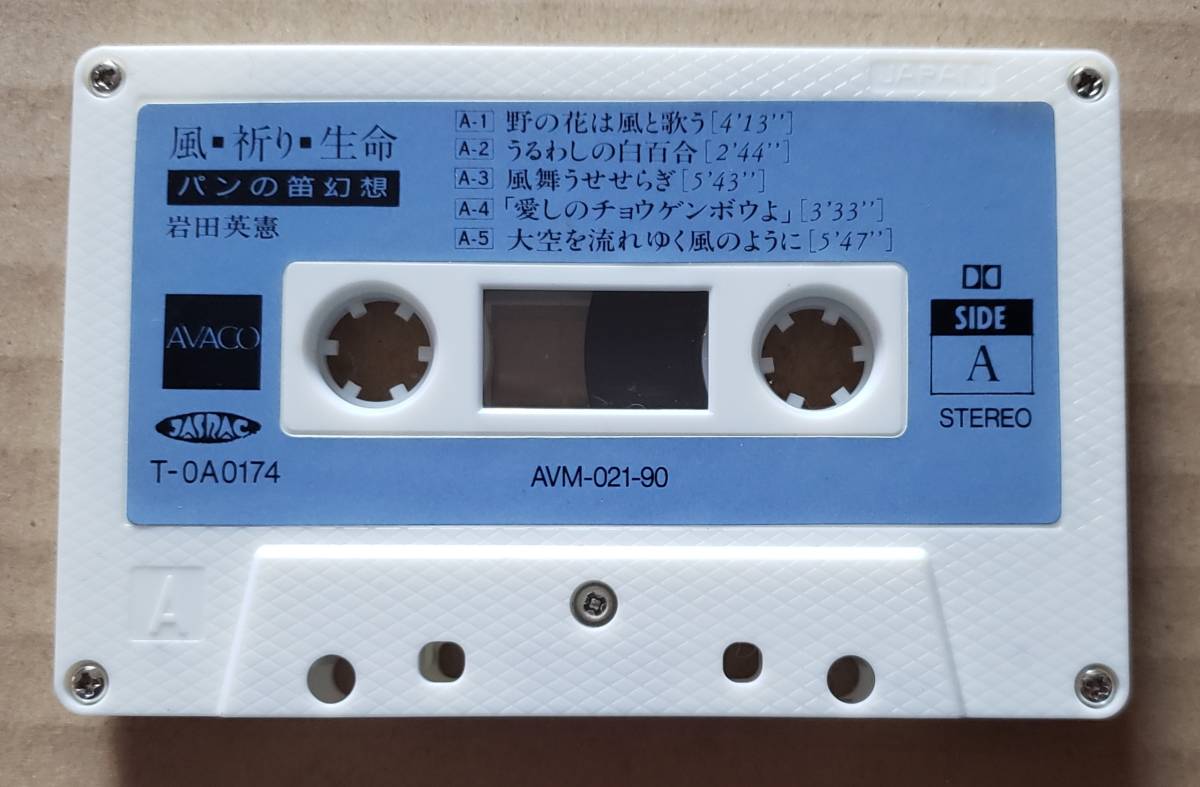 JAPAN
風■祈り■生命
パンの笛幻想
岩田英憲
A-1 野の花は風と歌う[4'13'']
A-2 うるわしの白百合[2'44'']
A-3 風舞うせせらぎ[5'43'']
A-4 「愛しのチョウゲンボウよ」[3'33'']
A-5 大空を流れゆく風のように[5'47'']
AVACO
JASRAC
T-0A0174
AVM-021-90
SIDE
A
STEREO
A